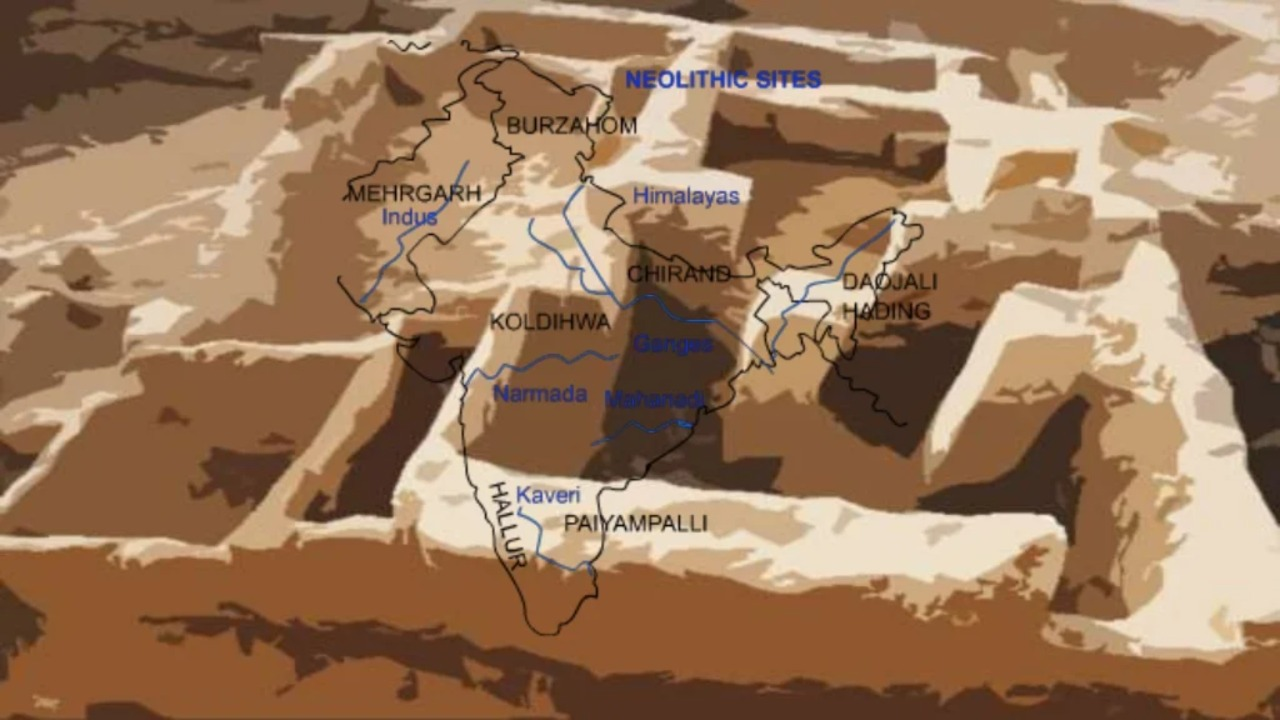 NEOLITHIC SITES
BURZAHOM
MEHRGARH
Himalayas
Indus
CHIRAND
DAOJALI
HADING
KOLDIHWA
Ganges
Narmada
Mahanadi
Kaveri
HALLUR
PAIYAMPALLI